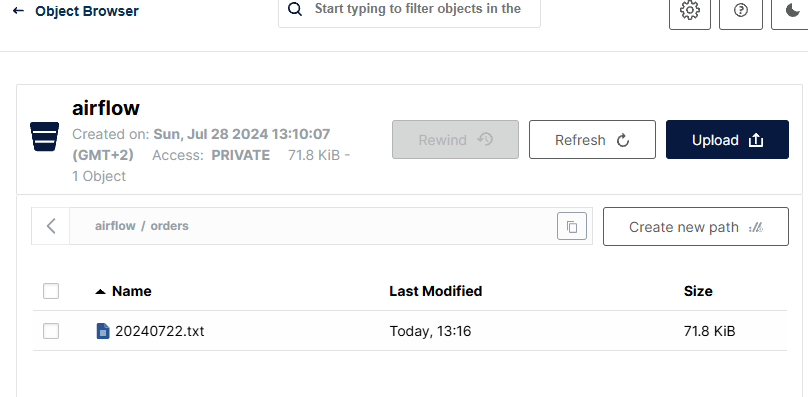 ← Object Browser
Start typing to filter objects in the
airflow
Created on: Sun, Jul 28 2024 13:10:07
(GMT+2) Access: PRIVATE 71.8 KiB -
1 Object
Rewind
Refresh
Upload
airflow / orders
Create new path
Name Last Modified Size
20240722.txt Today, 13:16 71.8 KiB